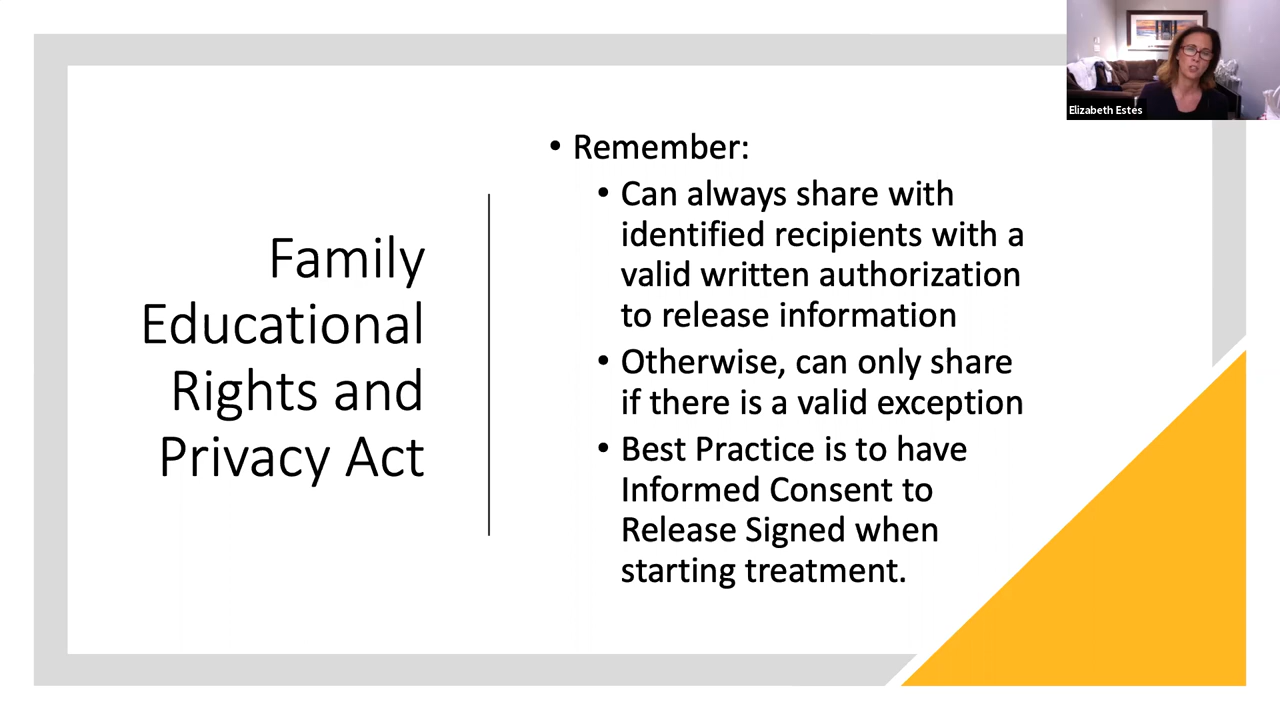 Elizabeth Estes
Family
Educational
Rights and
Privacy Act
• Remember:
• Can always share with
identified recipients with a
valid written authorization
to release information
• Otherwise, can only share
if there is a valid exception
• Best Practice is to have
Informed Consent to
Release Signed when
starting treatment.